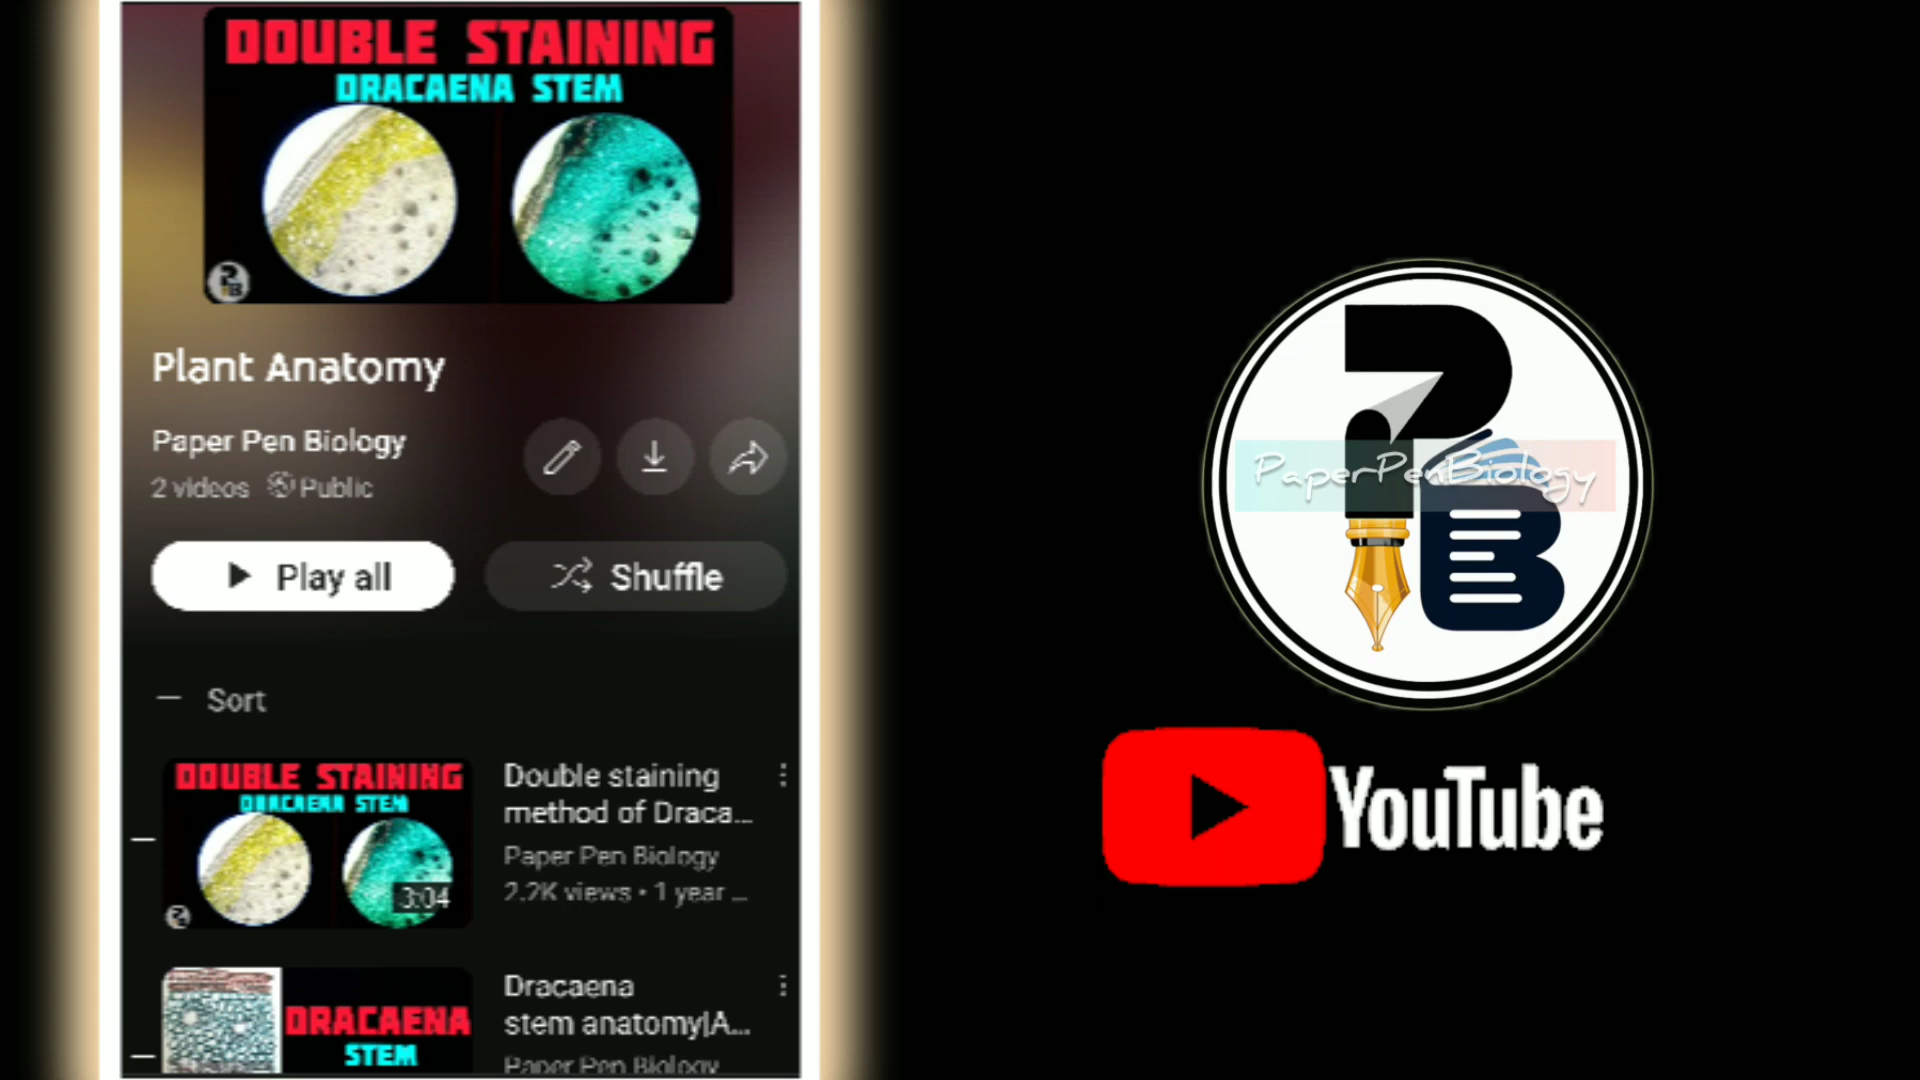 DOUBLE STAINING
DRACAENA STEM
Plant Anatomy
Paper Pen Biology
2 videos Public
Play all
Shuffle
Sort
DOUBLE STAINING
DRACAENA STEM
3:04
Double staining
method of Draca...
Paper Pen Biology
2.2K views • 1 year ...
DRACAENA
STEM
Dracaena
stem anatomy|A...
Paper Pen Biology
PaperPenBiology
YouTube